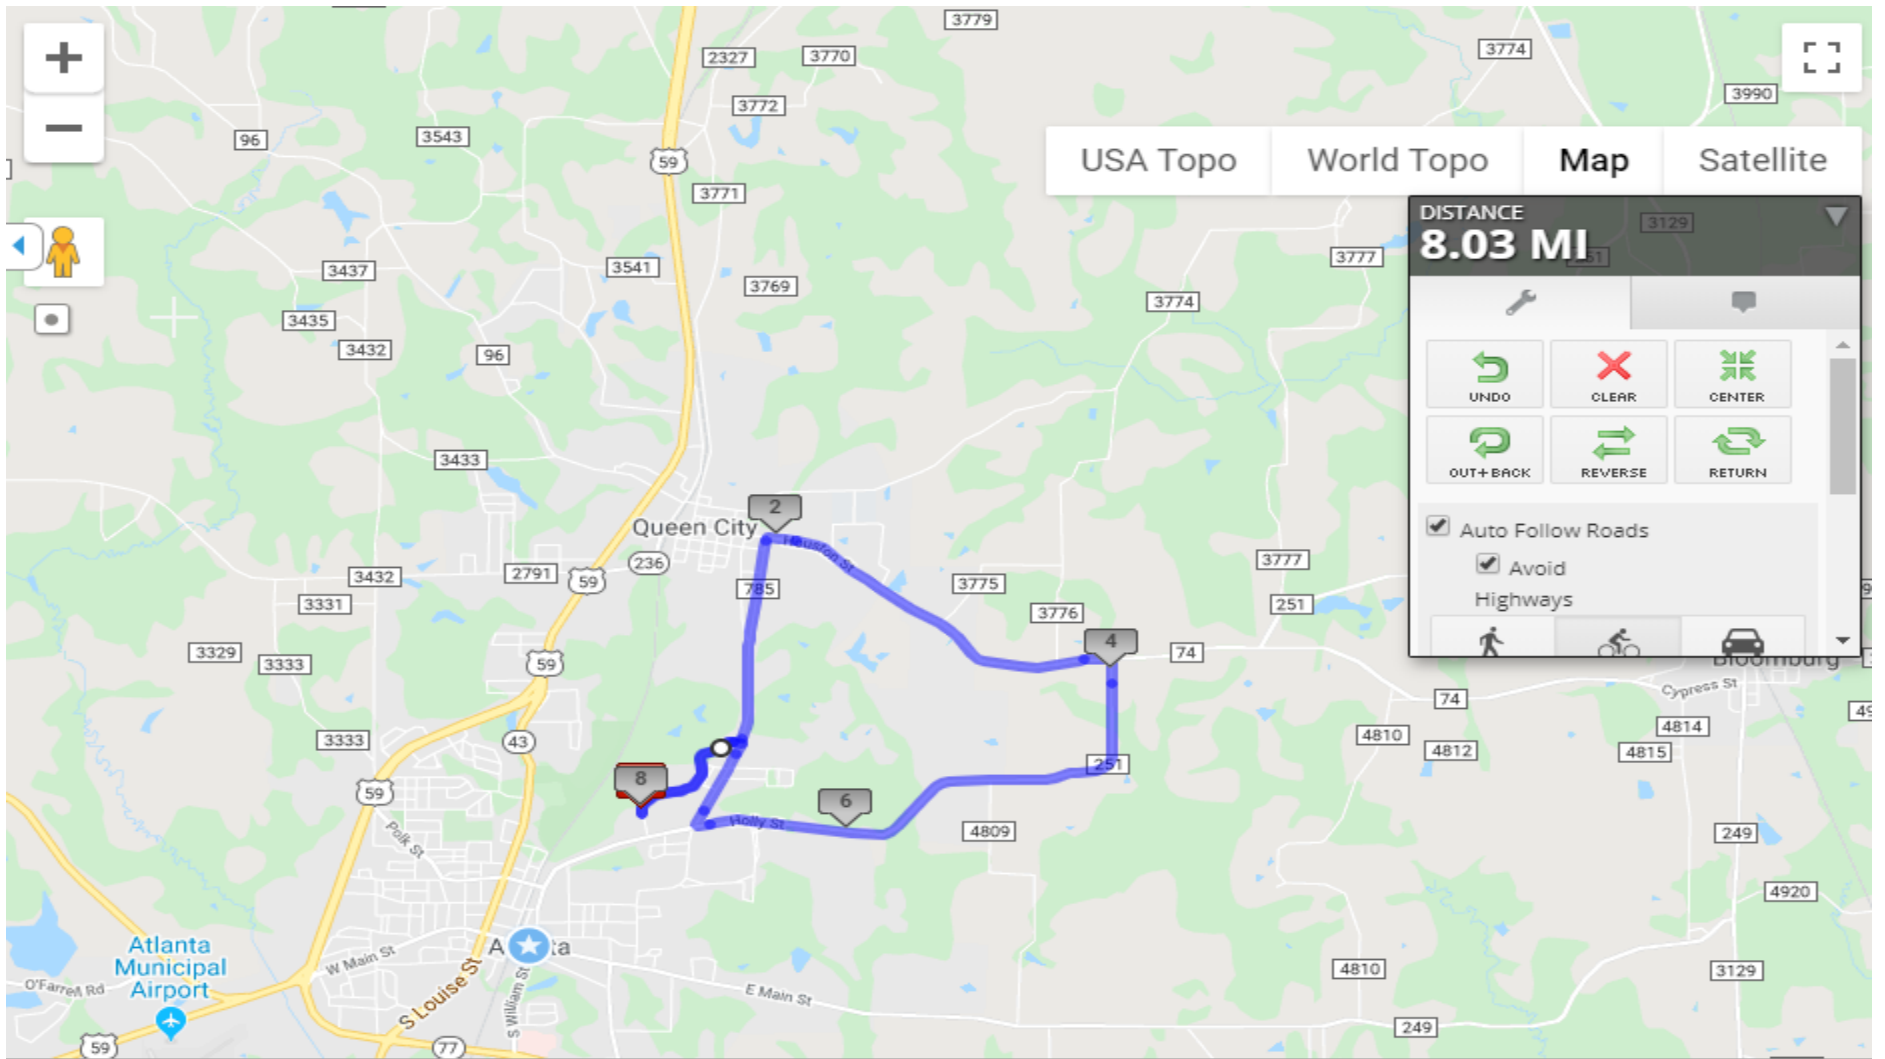 3779
3774
2327
3770
3990
3772
96
3543
USA Topo
World Topo
Map
Satellite
59
3771
DISTANCE
8.03 MI
3129
3777
3437
3541
3769
3774
3435
3432
96
UNDO
CLEAR
CENTER
3433
OUT+BACK
REVERSE
RETURN
2
Queen City
Auto Follow Roads
Houston St
236
3777
Avoid
3432
2791
59
785
3775
Highways
3331
3776
251
3329
3333
59
4
74
Bloomburg
Cypress St
74
3333
43
4814
4810
4812
4815
251
8
59
6
Holly St
4809
Polk St
249
4920
Atlanta
Municipal
Airport
A
ta
W Main St
O'Farrell Rd
S Louise St
S William St
E Main St
4810
3129
249
59
77